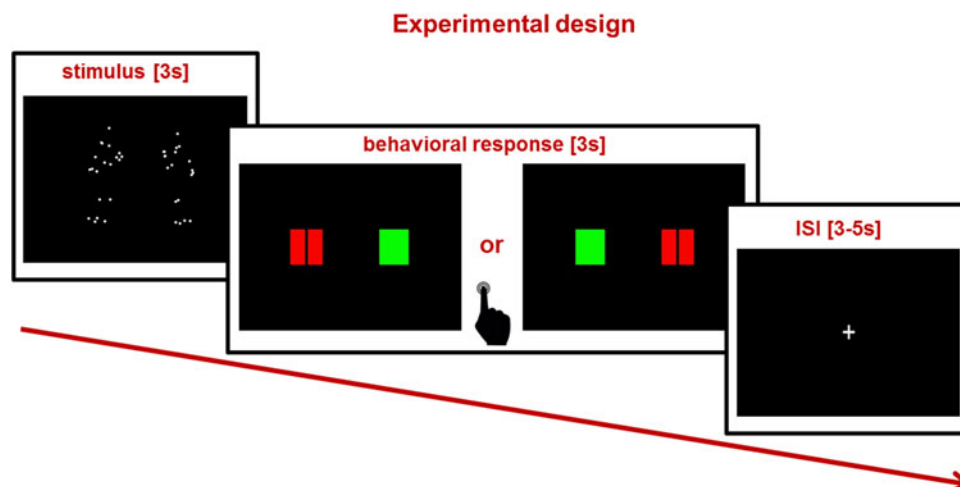 Experimental design
stimulus [3s]
behavioral response [3s]
or
ISI [3-5s]